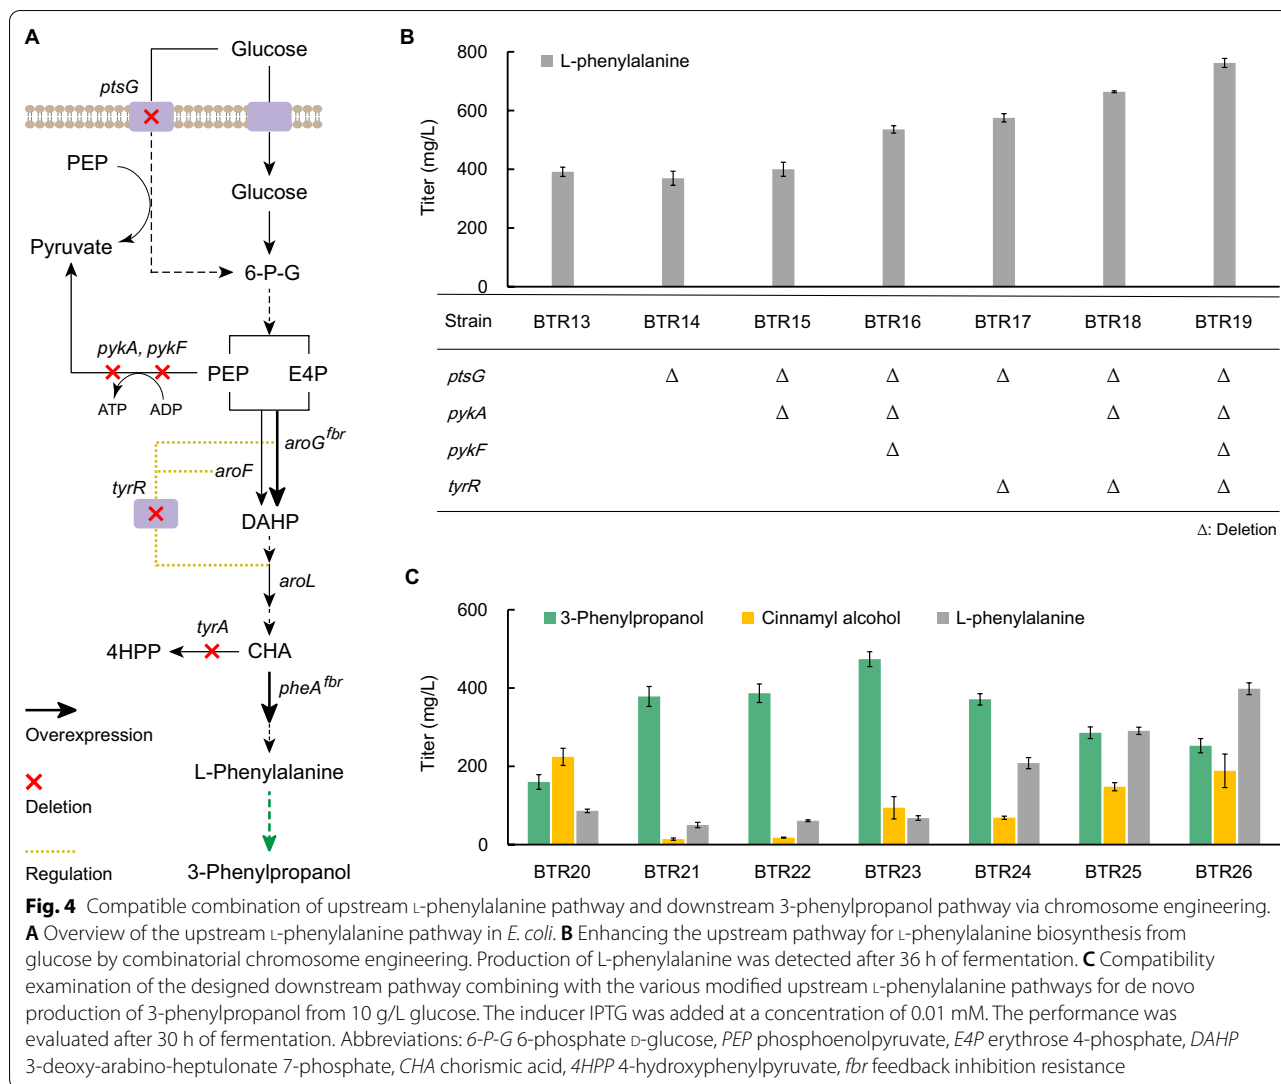 A
Glucose
ptsG
PEP
Glucose
Pyruvate
6-P-G
pykA, pykF
PEP
E4P
ATP
ADP
aroG fbr
aroF
tyrR
DAHP
aroL
tyrA
4HPP
CHA
pheA fbr
Overexpression
L-Phenylalanine
Deletion
Regulation
3-Phenylpropanol
B
L-phenylalanine
Titer (mg/L)
800
600
400
200
0
Strain BTR13 BTR14 BTR15 BTR16 BTR17 BTR18 BTR19
ptsG Δ Δ Δ Δ Δ Δ
pykA Δ Δ Δ Δ
pykF Δ Δ
tyrR Δ Δ Δ
Δ: Deletion
C
3-Phenylpropanol Cinnamyl alcohol L-phenylalanine
Titer (mg/L)
600
400
200
0
BTR20 BTR21 BTR22 BTR23 BTR24 BTR25 BTR26
Fig. 4 Compatible combination of upstream L-phenylalanine pathway and downstream 3-phenylpropanol pathway via chromosome engineering.
A Overview of the upstream L-phenylalanine pathway in E. coli. B Enhancing the upstream pathway for L-phenylalanine biosynthesis from
glucose by combinatorial chromosome engineering. Production of L-phenylalanine was detected after 36 h of fermentation. C Compatibility
examination of the designed downstream pathway combining with the various modified upstream L-phenylalanine pathways for de novo
production of 3-phenylpropanol from 10 g/L glucose. The inducer IPTG was added at a concentration of 0.01 mM. The performance was
evaluated after 30 h of fermentation. Abbreviations: 6-P-G 6-phosphate D-glucose, PEP phosphoenolpyruvate, E4P erythrose 4-phosphate, DAHP
3-deoxy-arabino-heptulonate 7-phosphate, CHA chorismic acid, 4HPP 4-hydroxyphenylpyruvate, fbr feedback inhibition resistance